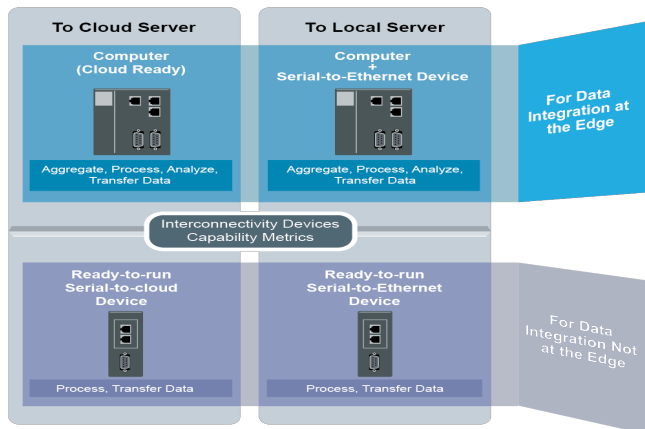 To Cloud Server
To Local Server
Computer
(Cloud Ready)
Aggregate, Process, Analyze,
Transfer Data
Computer
+
Serial-to-Ethernet Device
Aggregate, Process, Analyze,
Transfer Data
For Data
Integration at
the Edge
Interconnectivity Devices
Capability Metrics
Ready-to-run
Serial-to-cloud
Device
Process, Transfer Data
Ready-to-run
Serial-to-Ethernet
Device
Process, Transfer Data
For Data
Integration Not
at the Edge